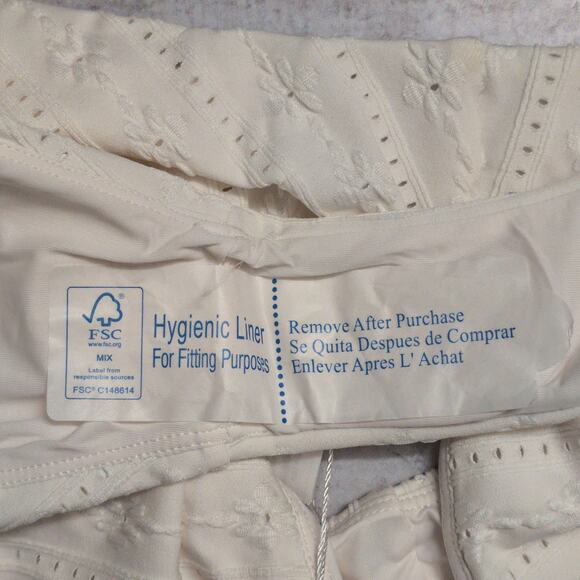 FSC
www.fsc.org
MIX
Label from
responsible sources
FSC® C148614
Hygienic Liner
For Fitting Purposes
Remove After Purchase
Se Quita Despues de Comprar
Enlever Apres L' Achat